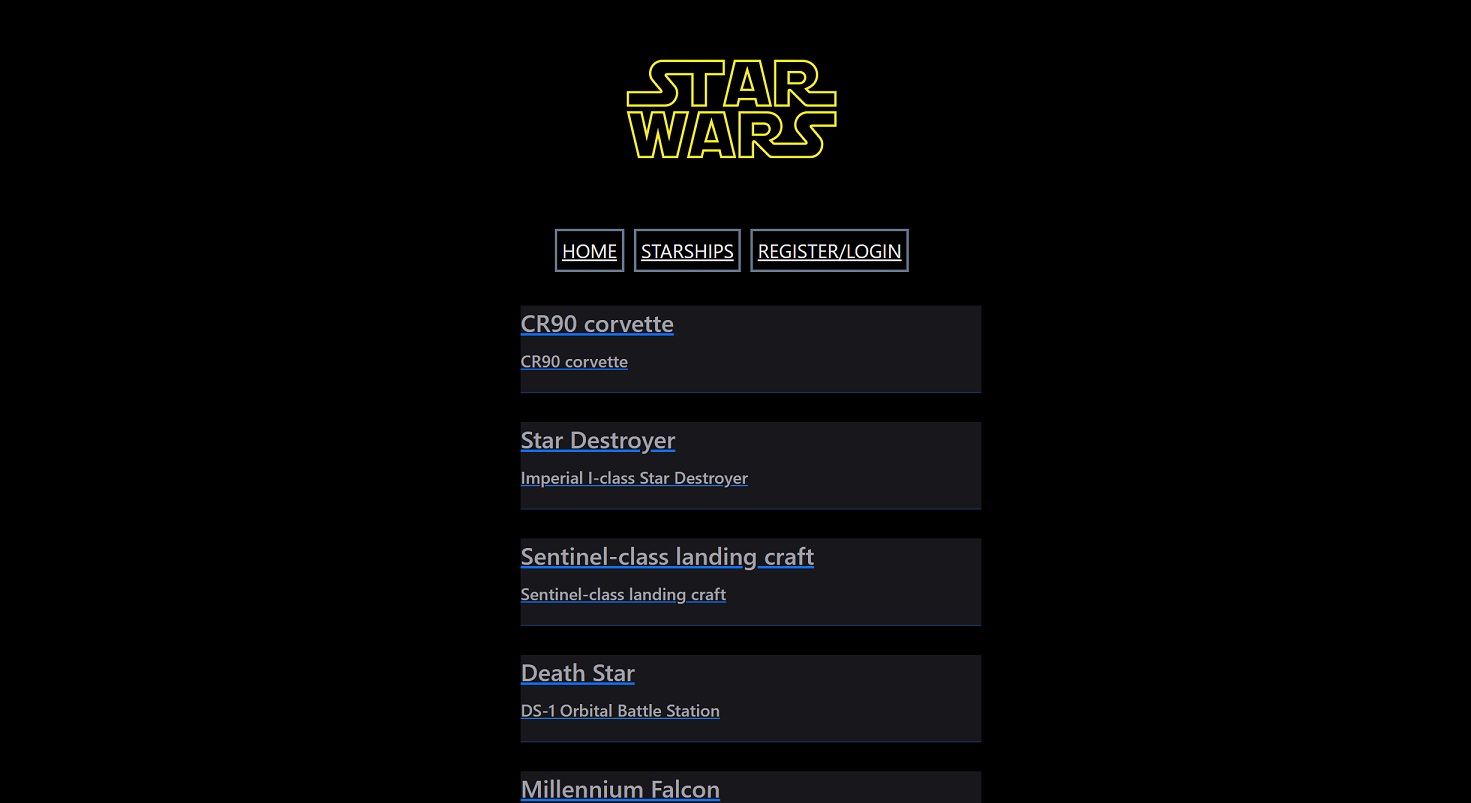 STAR
WARS
HOME STARSHIPS REGISTER/LOGIN
CR90 corvette
CR90 corvette
Star Destroyer
Imperial I-class Star Destroyer
Sentinel-class landing craft
Sentinel-class landing craft
Death Star
DS-1 Orbital Battle Station
Millennium Falcon